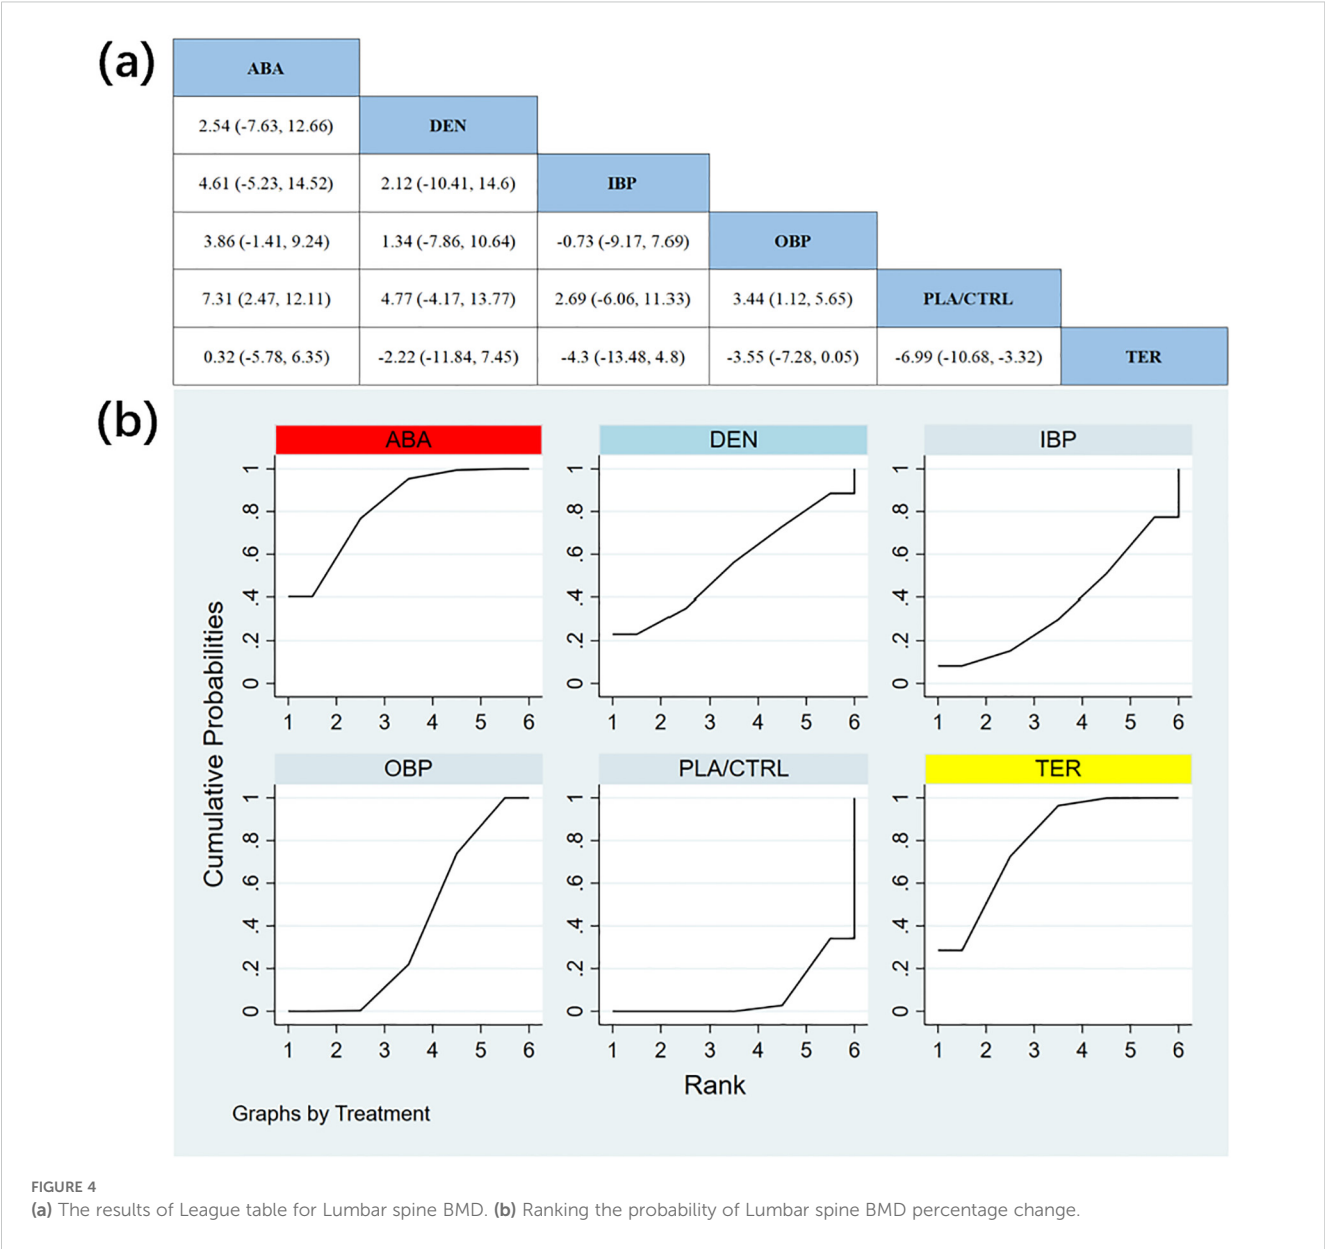 (a)
ABA
2.54 (-7.63, 12.66) DEN
4.61 (-5.23, 14.52) 2.12 (-10.41, 14.6) IBP
3.86 (-1.41, 9.24) 1.34 (-7.86, 10.64) -0.73 (-9.17, 7.69) OBP
7.31 (2.47, 12.11) 4.77 (-4.17, 13.77) 2.69 (-6.06, 11.33) 3.44 (1.12, 5.65) PLA/CTRL
0.32 (-5.78, 6.35) -2.22 (-11.84, 7.45) -4.3 (-13.48, 4.8) -3.55 (-7.28, 0.05) -6.99 (-10.68, -3.32) TER
(b)
Cumulative Probabilities
ABA DEN IBP
1 1 1
.8 .8 .8
.6 .6 .6
.4 .4 .4
.2 .2 .2
0 0 0
1 2 3 4 5 6 1 2 3 4 5 6 1 2 3 4 5 6
OBP PLA/CTRL TER
1 1 1
.8 .8 .8
.6 .6 .6
.4 .4 .4
.2 .2 .2
0 0 0
1 2 3 4 5 6 1 2 3 4 5 6 1 2 3 4 5 6
Rank
Graphs by Treatment
FIGURE 4
(a) The results of League table for Lumbar spine BMD. (b) Ranking the probability of Lumbar spine BMD percentage change.